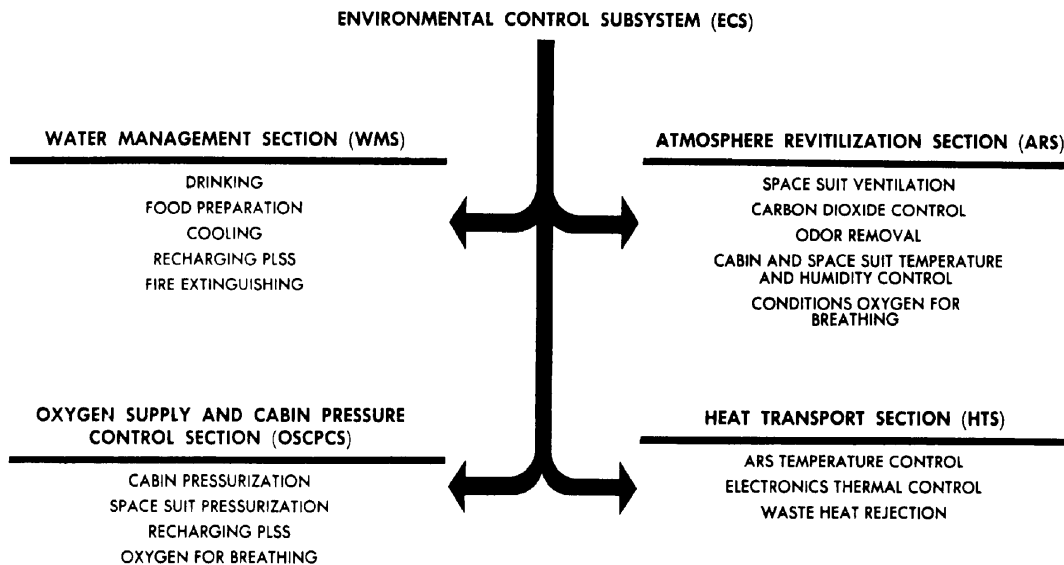 ENVIRONMENTAL CONTROL SUBSYSTEM (ECS)
WATER MANAGEMENT SECTION (WMS)
DRINKING
FOOD PREPARATION
COOLING
RECHARGING PLSS
FIRE EXTINGUISHING
ATMOSPHERE REVITILIZATION SECTION (ARS)
SPACE SUIT VENTILATION
CARBON DIOXIDE CONTROL
ODOR REMOVAL
CABIN AND SPACE SUIT TEMPERATURE
AND HUMIDITY CONTROL
CONDITIONS OXYGEN FOR
BREATHING
OXYGEN SUPPLY AND CABIN PRESSURE
CONTROL SECTION (OSCPCS)
CABIN PRESSURIZATION
SPACE SUIT PRESSURIZATION
RECHARGING PLSS
OXYGEN FOR BREATHING
HEAT TRANSPORT SECTION (HTS)
ARS TEMPERATURE CONTROL
ELECTRONICS THERMAL CONTROL
WASTE HEAT REJECTION